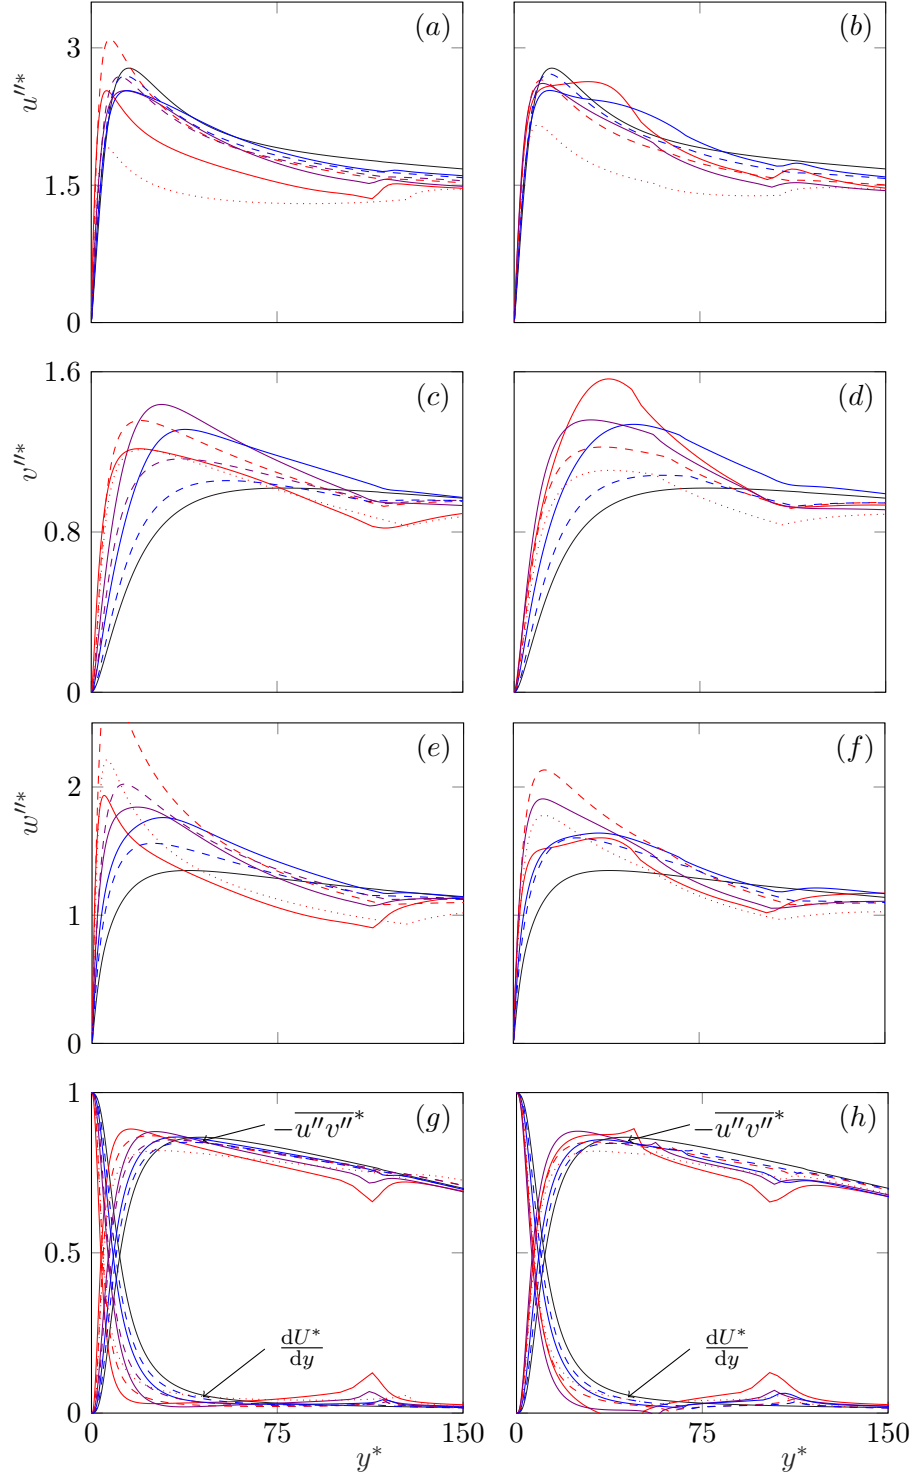 (a) (b)
3
u′′*
1.5
0
1.6
(c) (d)
v′′*
0.8
0
(e) (f)
2
w′′*
1
0
1
(g) (h)
−u′′v′′* −u′′v′′*
0.5
dU* dU*
dy dy
0
0 75 150 0 75 150
y* y*